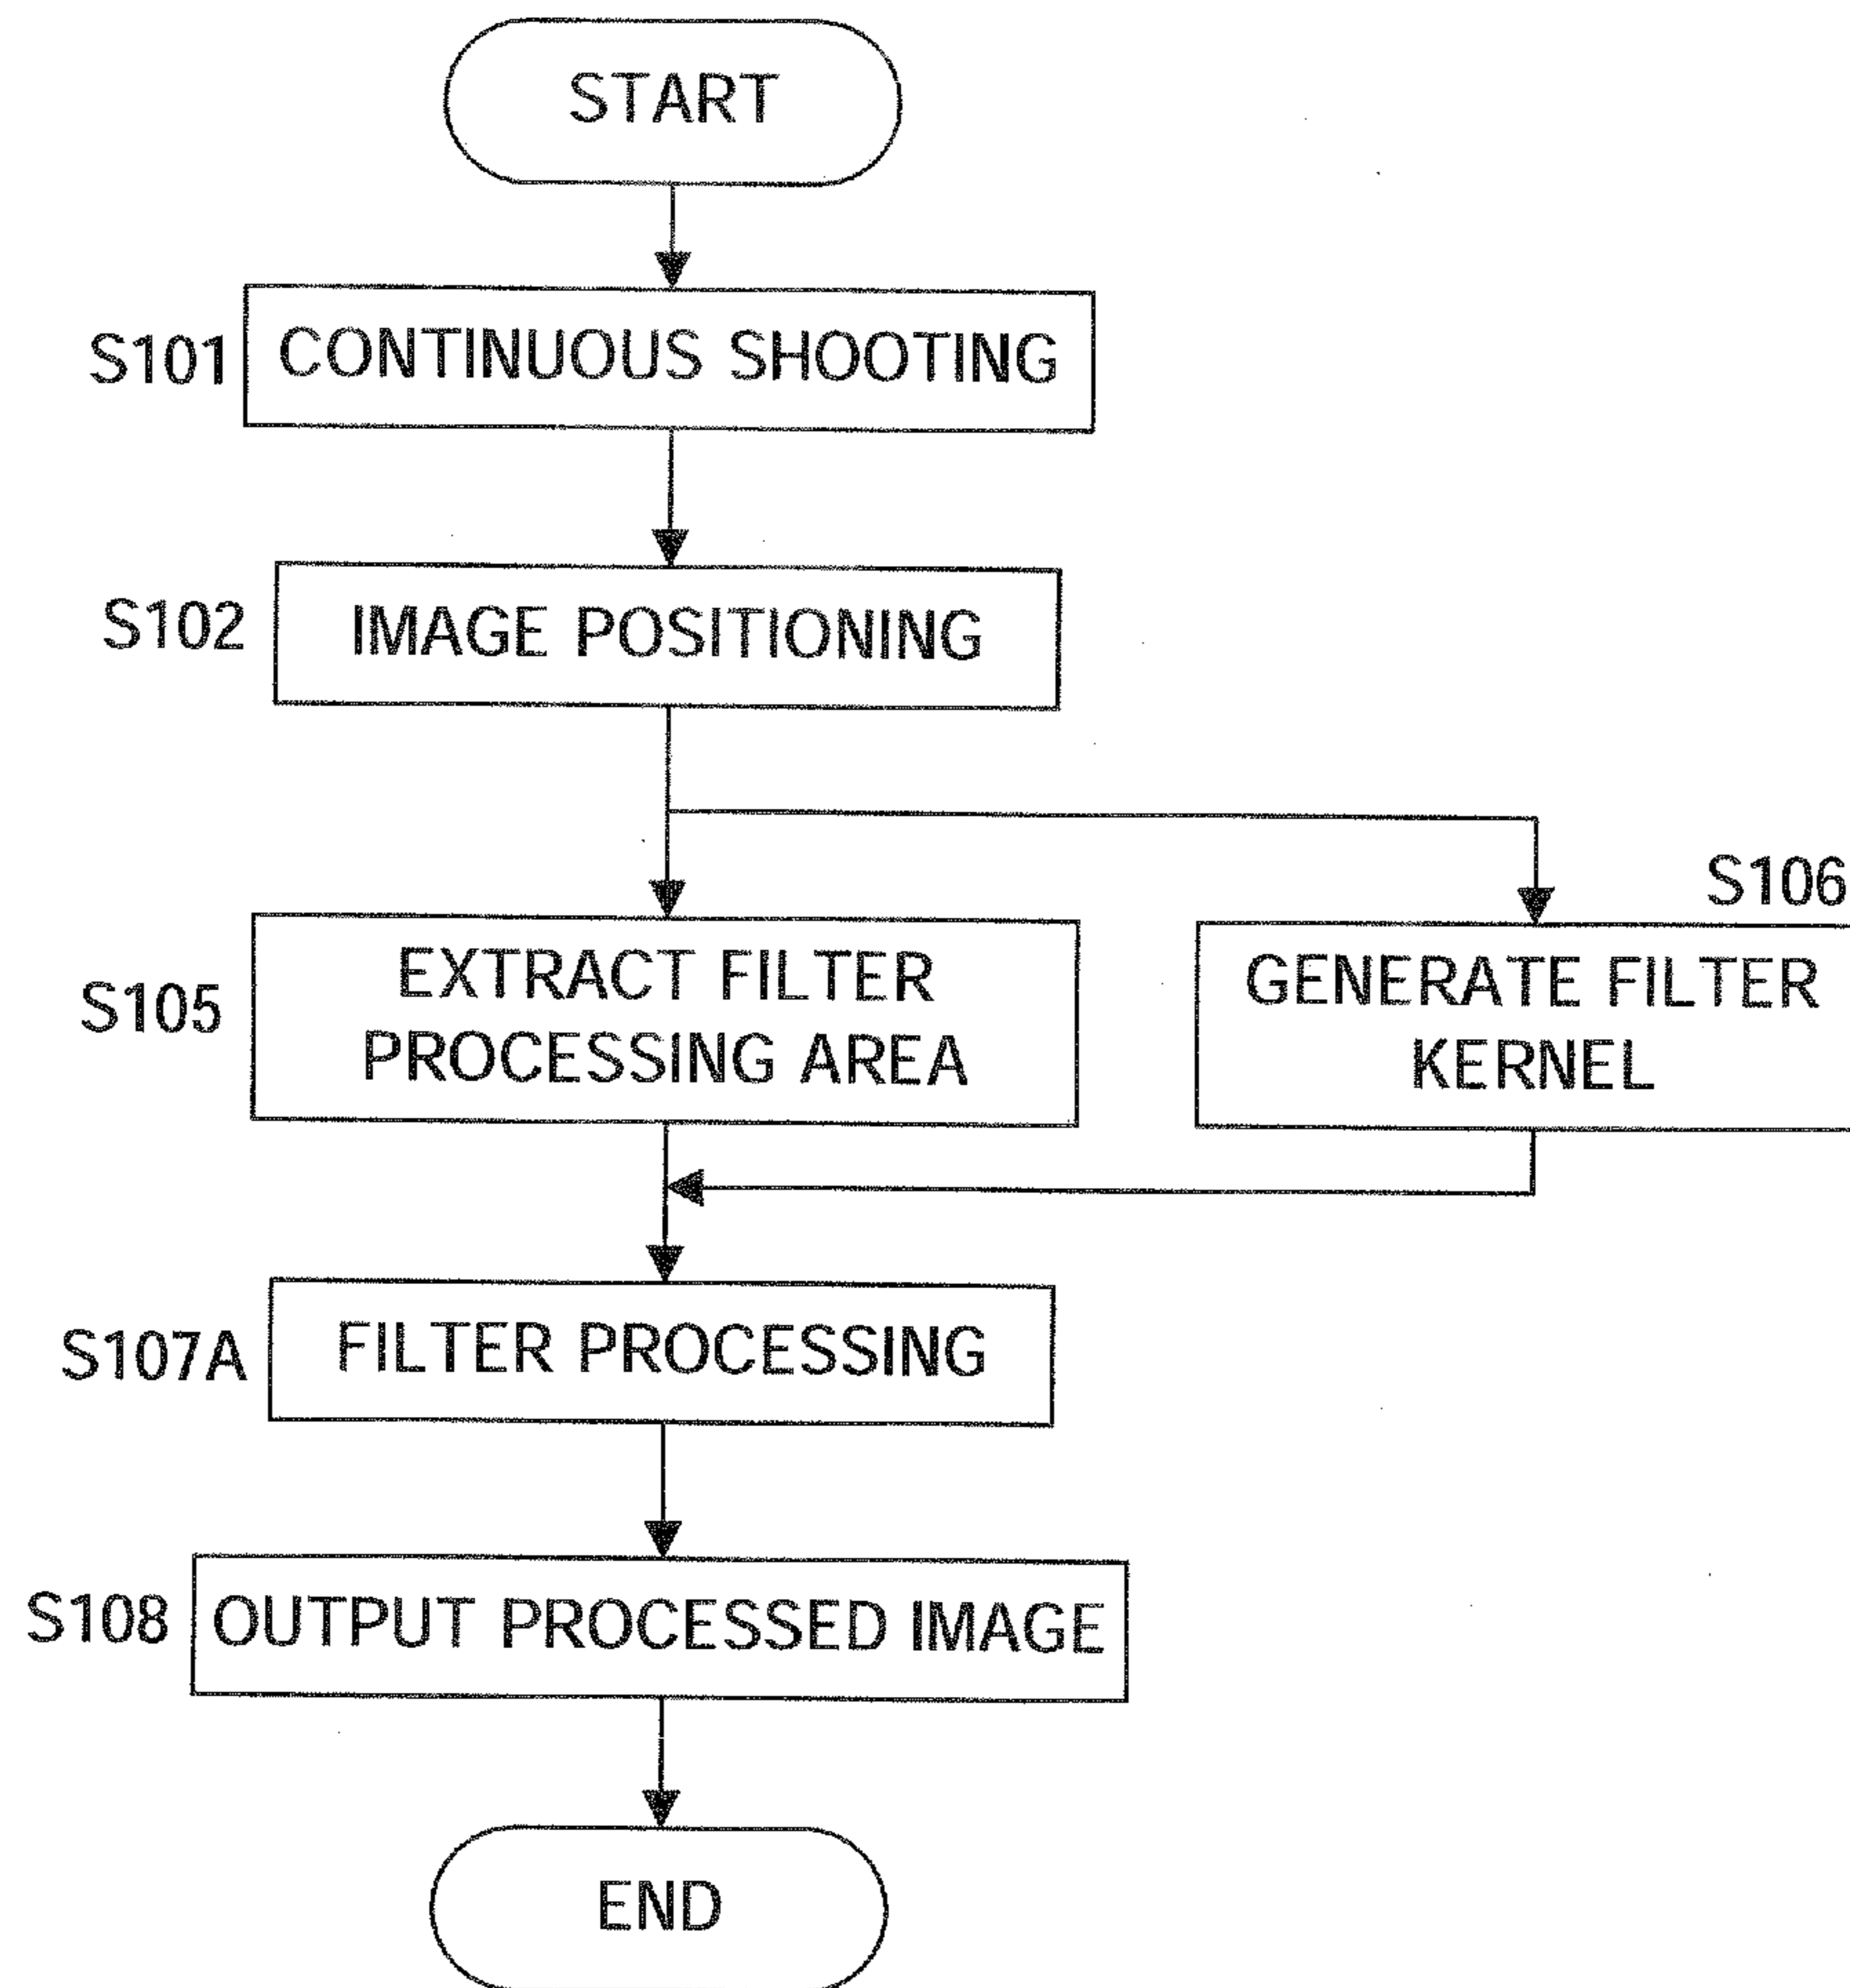 START
S101 CONTINUOUS SHOOTING
S102 IMAGE POSITIONING
S106
S105
EXTRACT FILTER
PROCESSING AREA
GENERATE FILTER
KERNEL
S107A FILTER PROCESSING
S108 OUTPUT PROCESSED IMAGE
END